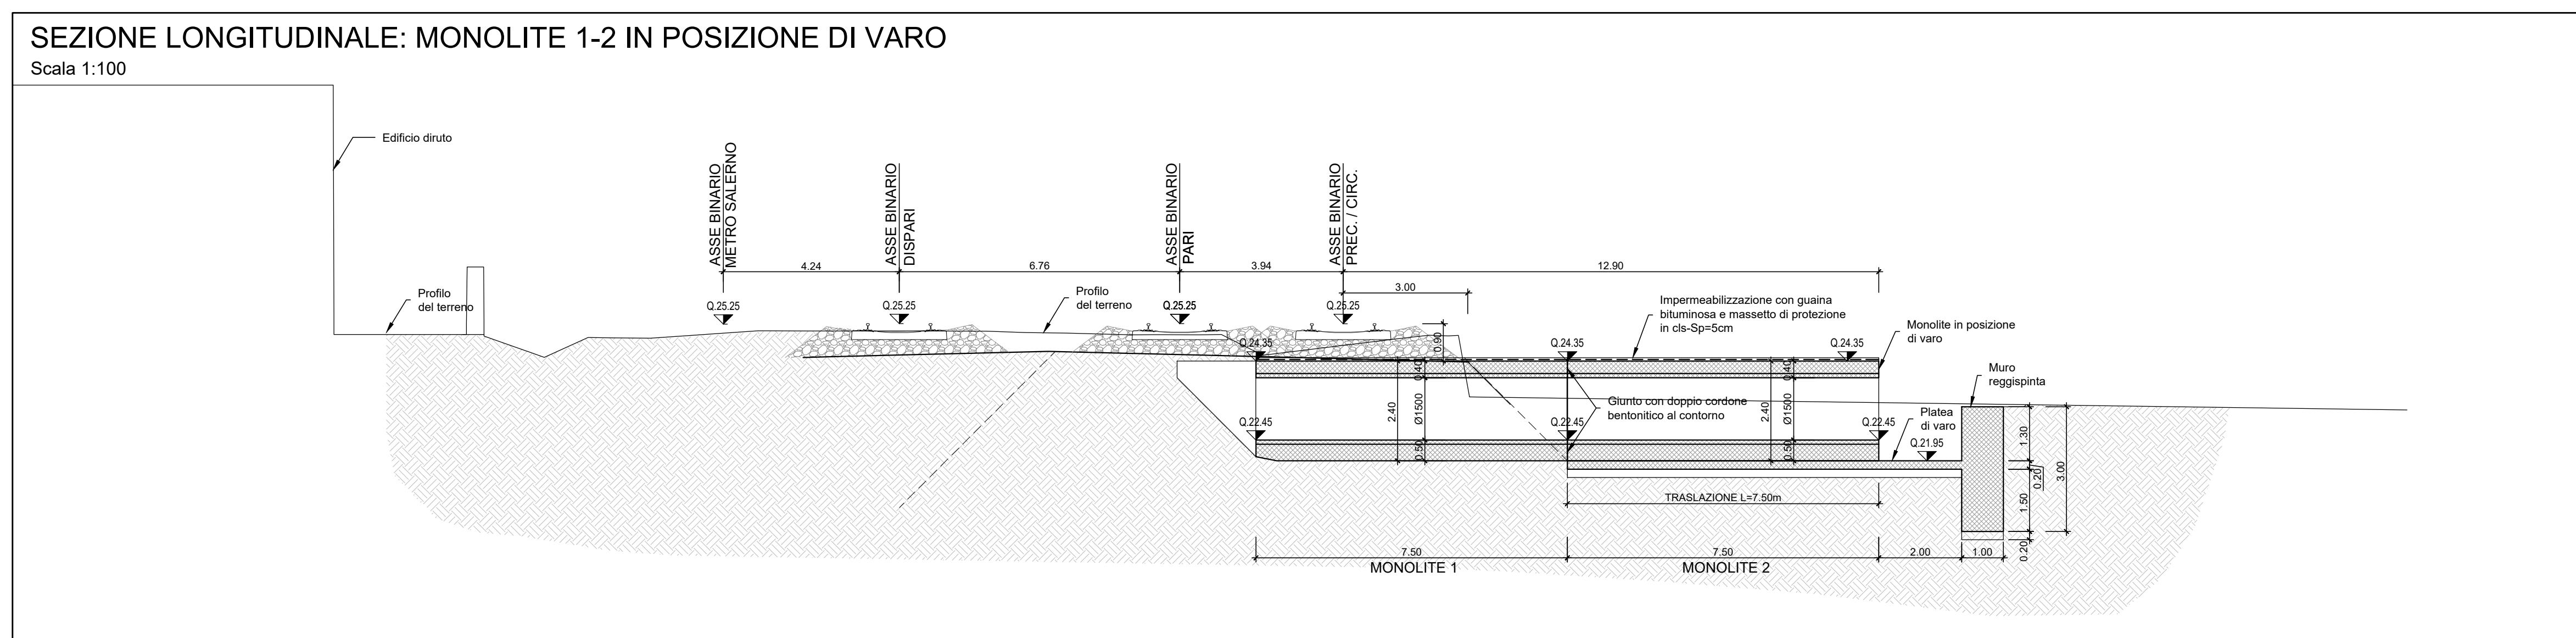 SEZIONE LONGITUDINALE: MONOLITE 1-2 IN POSIZIONE DI VARO
Scala 1:100
Edificio diruto
ASSE BINARIO
METRO SALERNO
ASSE BINARIO
DISPARI
ASSE BINARIO
PARI
ASSE BINARIO
PREC. / CIRC.
4.24
6.76
3.94
12.90
3.00
Profilo
del terreno
Q.25.25
Q.25.25
Profilo
del terreno
Q.25.25
Q.25.25
Impermeabilizzazione con guaina
bituminosa e massetto di protezione
in cls-Sp=5cm
Monolite in posizione
di varo
Muro
reggispinta
0.90
Q.24.35
Q.24.35
Q.24.35
0.40
0.40
2.40
Ø1500
Giunto con doppio cordone
bentonitico al contorno
2.40
Ø1500
Platea
di varo
Q.22.45
Q.22.45
Q.22.45
Q.21.95
0.50
0.50
1.30
0.20
3.00
1.50
0.20
TRASLAZIONE L=7.50m
7.50
7.50
2.00
1.00
MONOLITE 1
MONOLITE 2